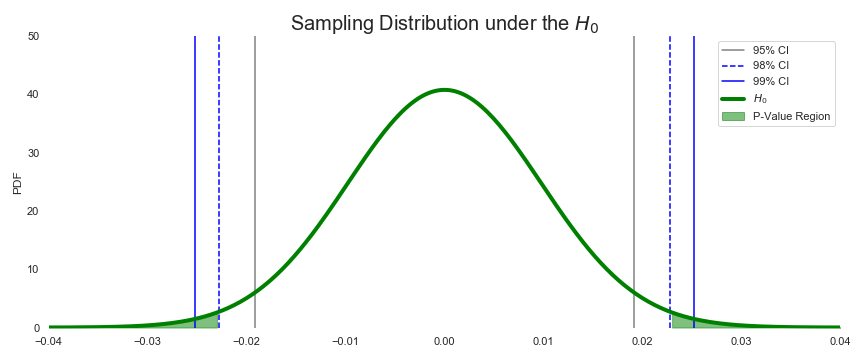 Sampling Distribution under the H₀
50
40
30
20
10
0
PDF
95% CI
98% CI
99% CI
H₀
P-Value Region
−0.04 −0.03 −0.02 −0.01 0.00 0.01 0.02 0.03 0.04